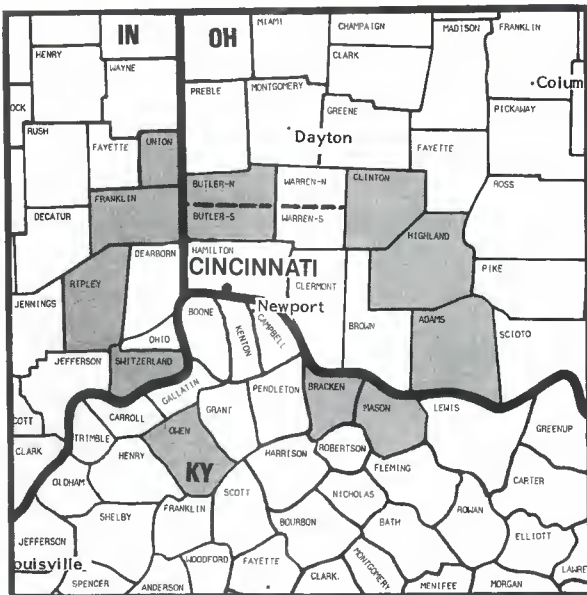 IN
OH
MIAMI
CHAMPAIGN
MADISON
FRANKLIN
HENRY
WAYNE
CLARK
Colum
PREBLE
MONTGOMERY
GREENE
PICKAWAY
OCK
RUSH
FAYETTE
UNION
Dayton
FAYETTE
ROSS
FRANKLIN
BUTLER-N
WARREN-N
CLINTON
DECATUR
BUTLER-S
WARREN-S
HIGHLAND
DEARBORN
HAMILTON
CINCINNATI
CLERMONT
PIKE
JENNINGS
RIPLEY
Newport
BOONE
KENTON
CAMPBELL
BROWN
ADAMS
SCIOTO
OHIO
JEFFERSON
SWITZERLAND
GALLATIN
PENDLETON
BRACKEN
MASON
LEWIS
COTT
CARROLL
GRANT
TRIMBLE
OWEN
GREENUP
CLARK
HENRY
KY
HARRISON
ROBERTSON
FLEMING
OLDHAM
SCOTT
NICHOLAS
CARTER
SHELBY
FRANKLIN
BOURBON
BATH
ROWAN
JEFFERSON
ELLIOTT
ouisville
WOODFORD
FAYETTE
CLARK
MONTGOMERY
LAWRE
SPENCER
ANDERSON
MENIFEE
MORGAN